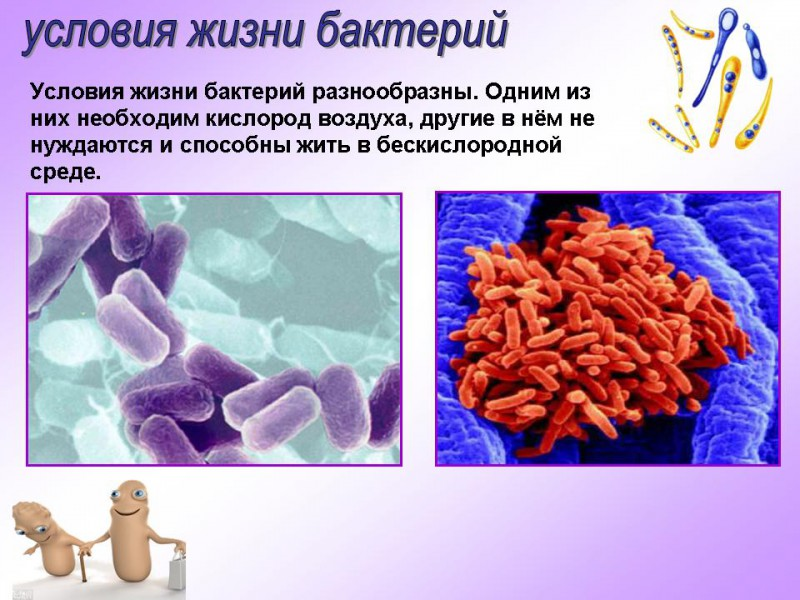 условия жизни бактерий
Условия жизни бактерий разнообразны. Одним из
них необходим кислород воздуха, другие в нём не
нуждаются и способны жить в бескислородной
среде.